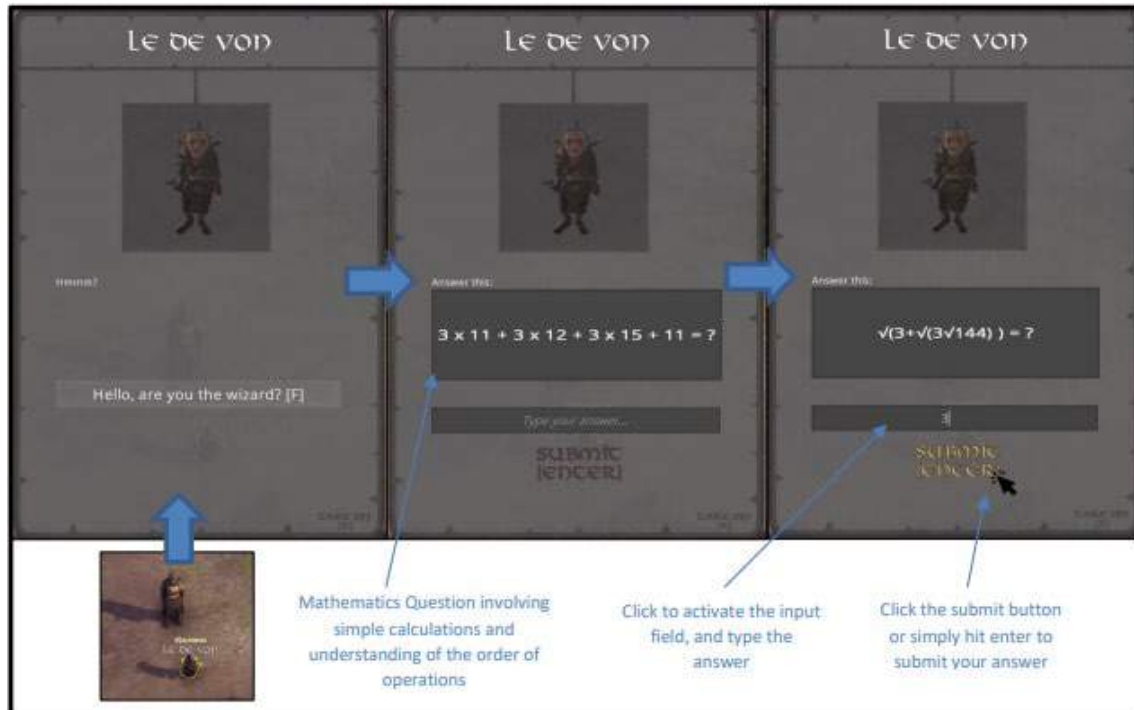 Le de von
Hmmm?
Hello, are you the wizard? [F]
Le de von
Answer this:
3 x 11 + 3 x 12 + 3 x 15 + 11 = ?
Type your answer...
SUBMIT
[ENTER]
Le de von
Answer this:
√(3+√(3√144) ) = ?
3
SUBMIT
[ENTER]
Le de von
Mathematics Question involving
simple calculations and
understanding of the order of
operations
Click to activate the input
field, and type the
answer
Click the submit button
or simply hit enter to
submit your answer